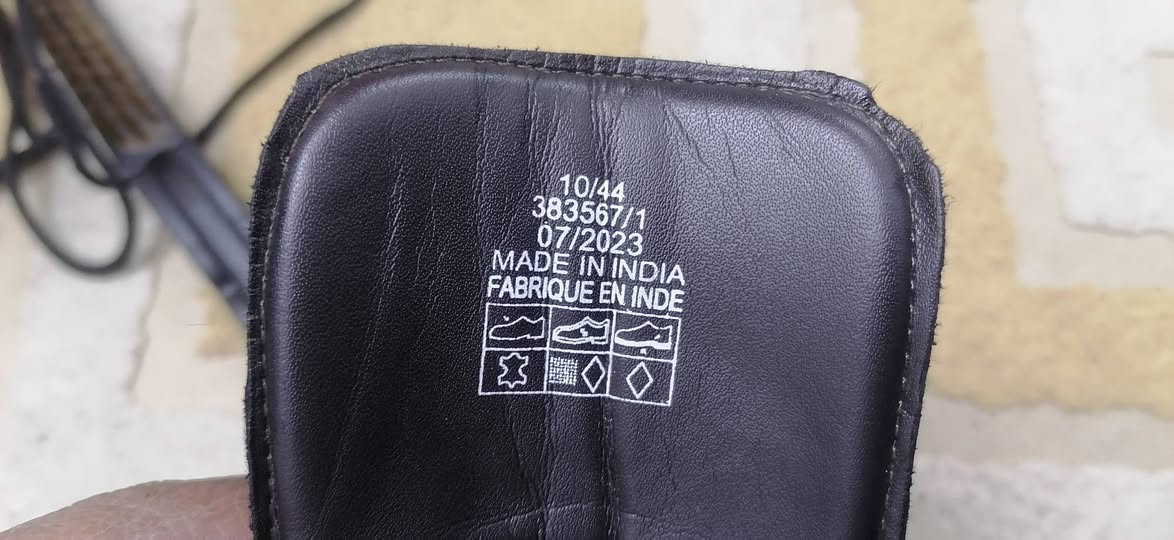 10/44
383567/1
07/2023
MADE IN INDIA
FABRIQUE EN INDE